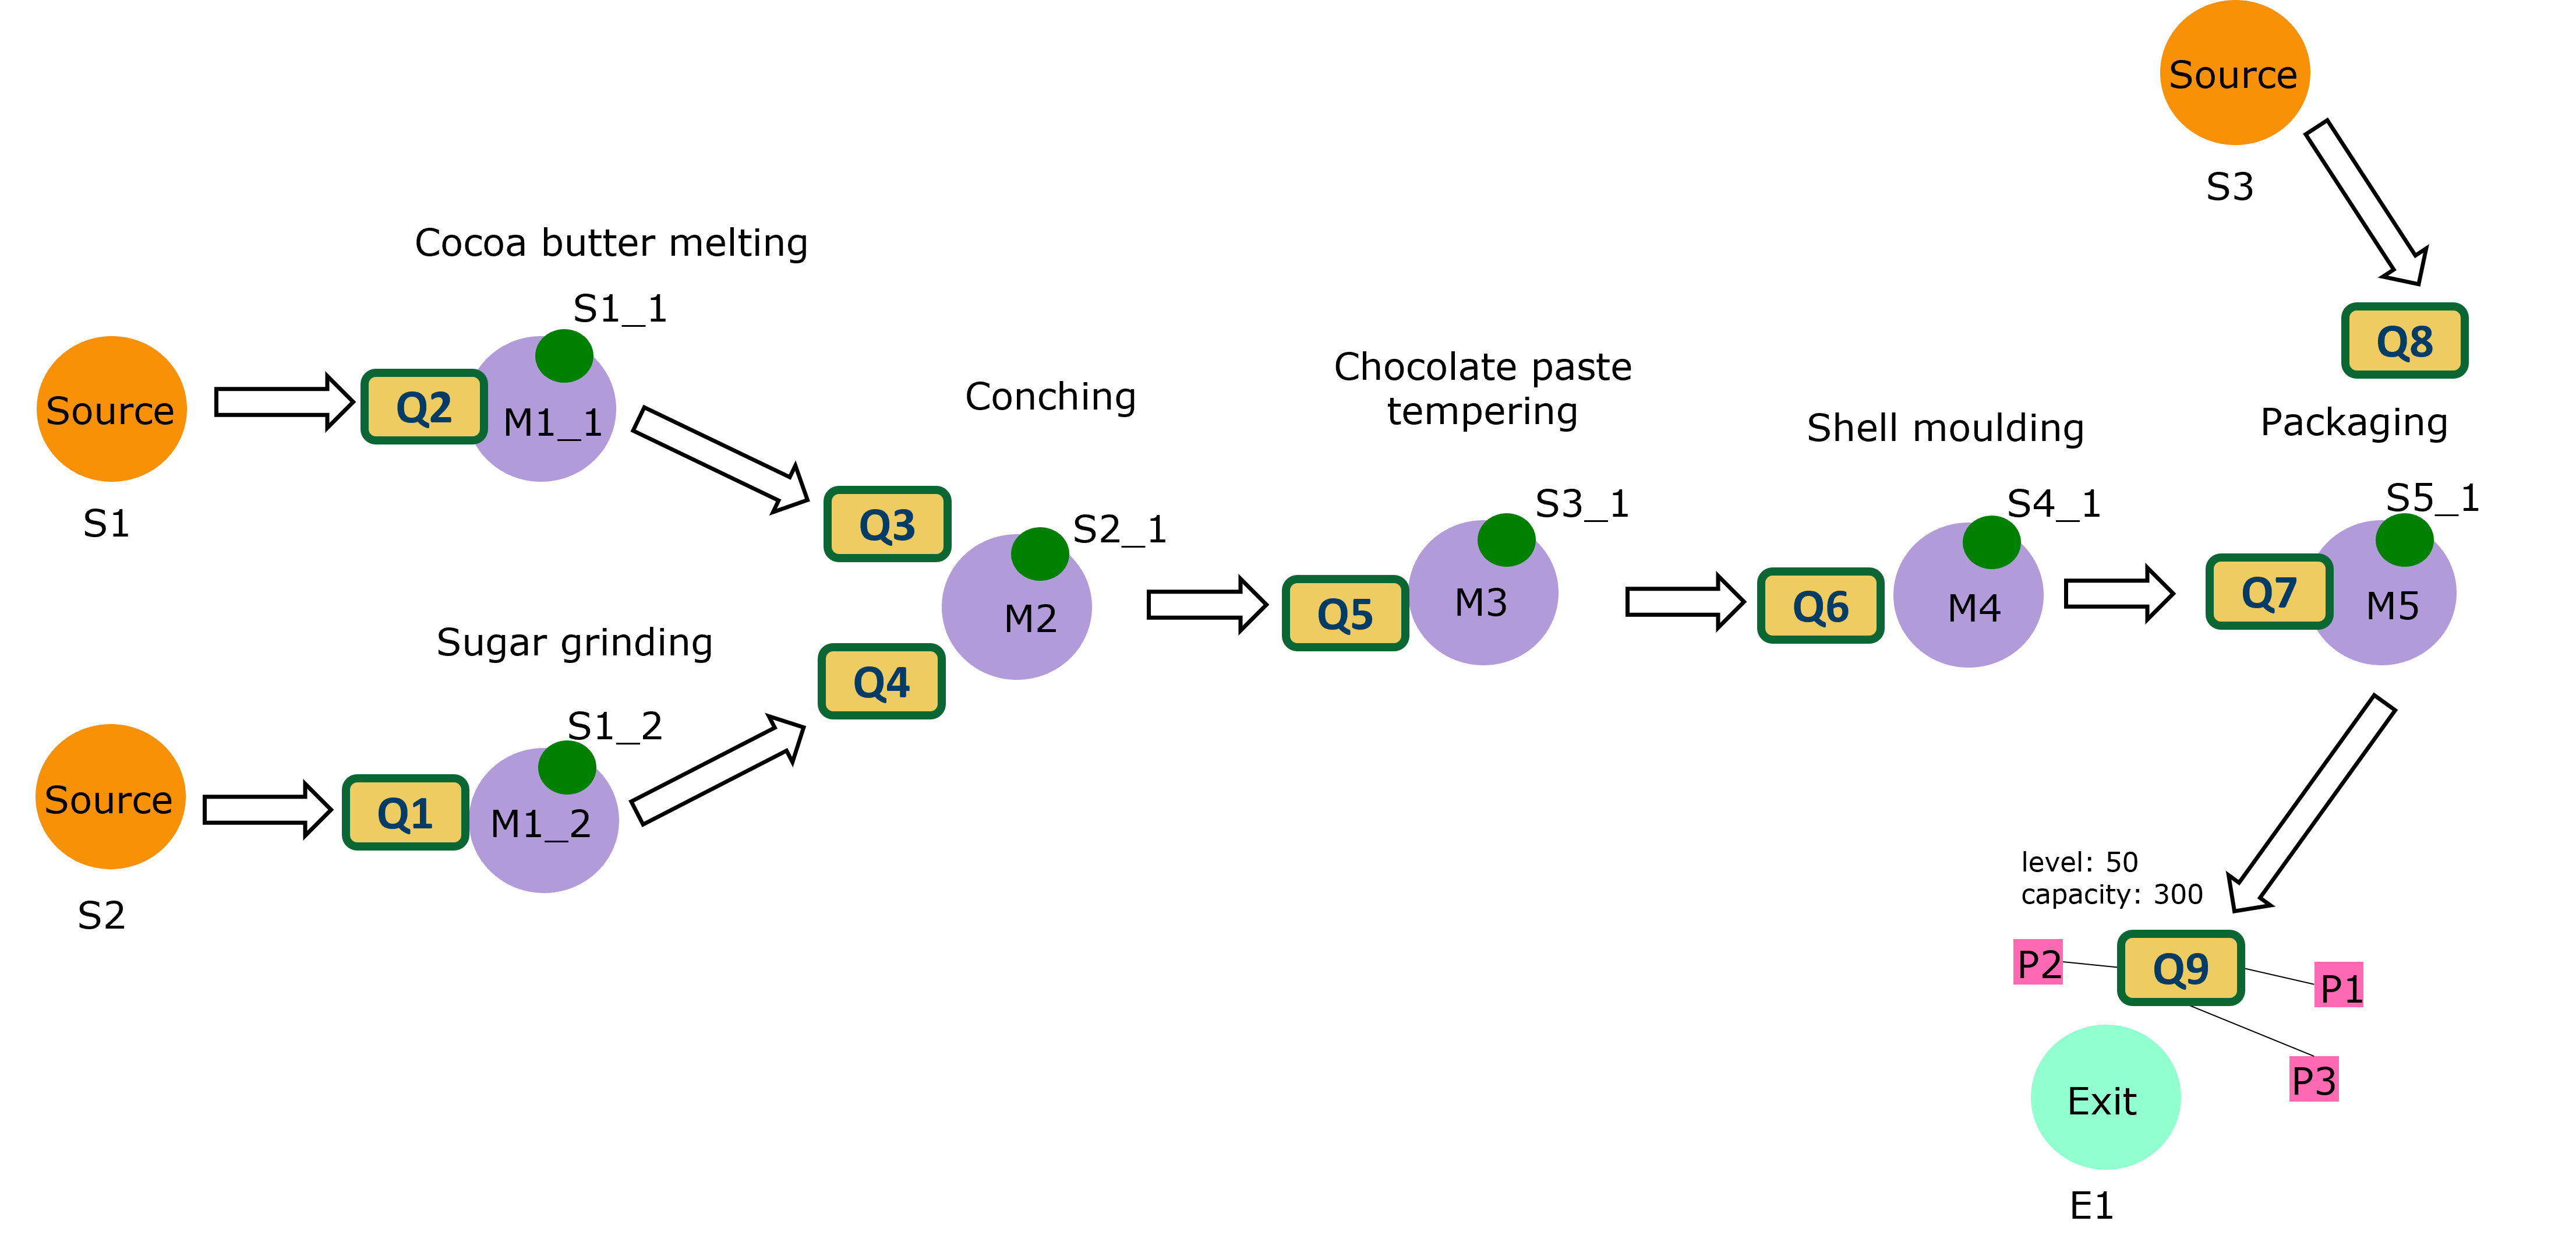 Source
S3
Cocoa butter melting
S1_1
Source
Q2
M1_1
S1
Q8
Conching
Chocolate paste
tempering
Shell moulding
Packaging
Q3
S2_1
M2
S3_1
Q5
M3
S4_1
Q6
M4
S5_1
Q7
M5
Sugar grinding
Q4
S1_2
Source
Q1
M1_2
S2
level: 50
capacity: 300
P2
Q9
P1
P3
Exit
E1